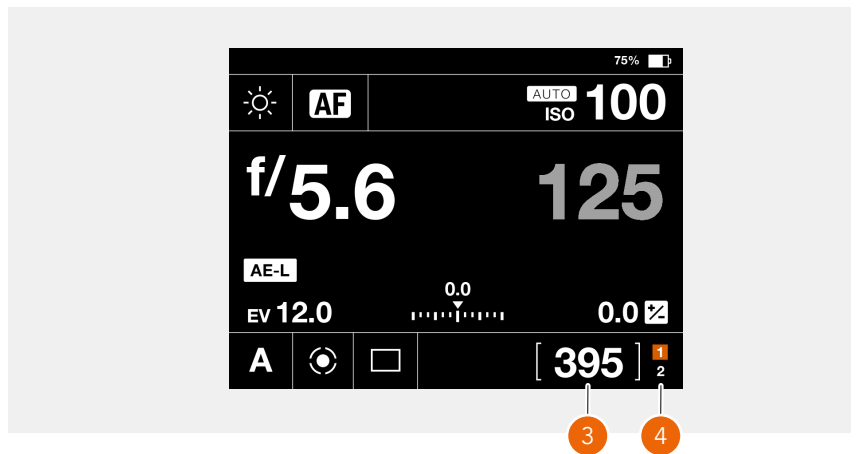 75%
AF AUTO ISO 100
f/5.6 125
AE-L
0.0
EV 12.0 0.0 +/-
A [ 395 ] 1
2
3 4